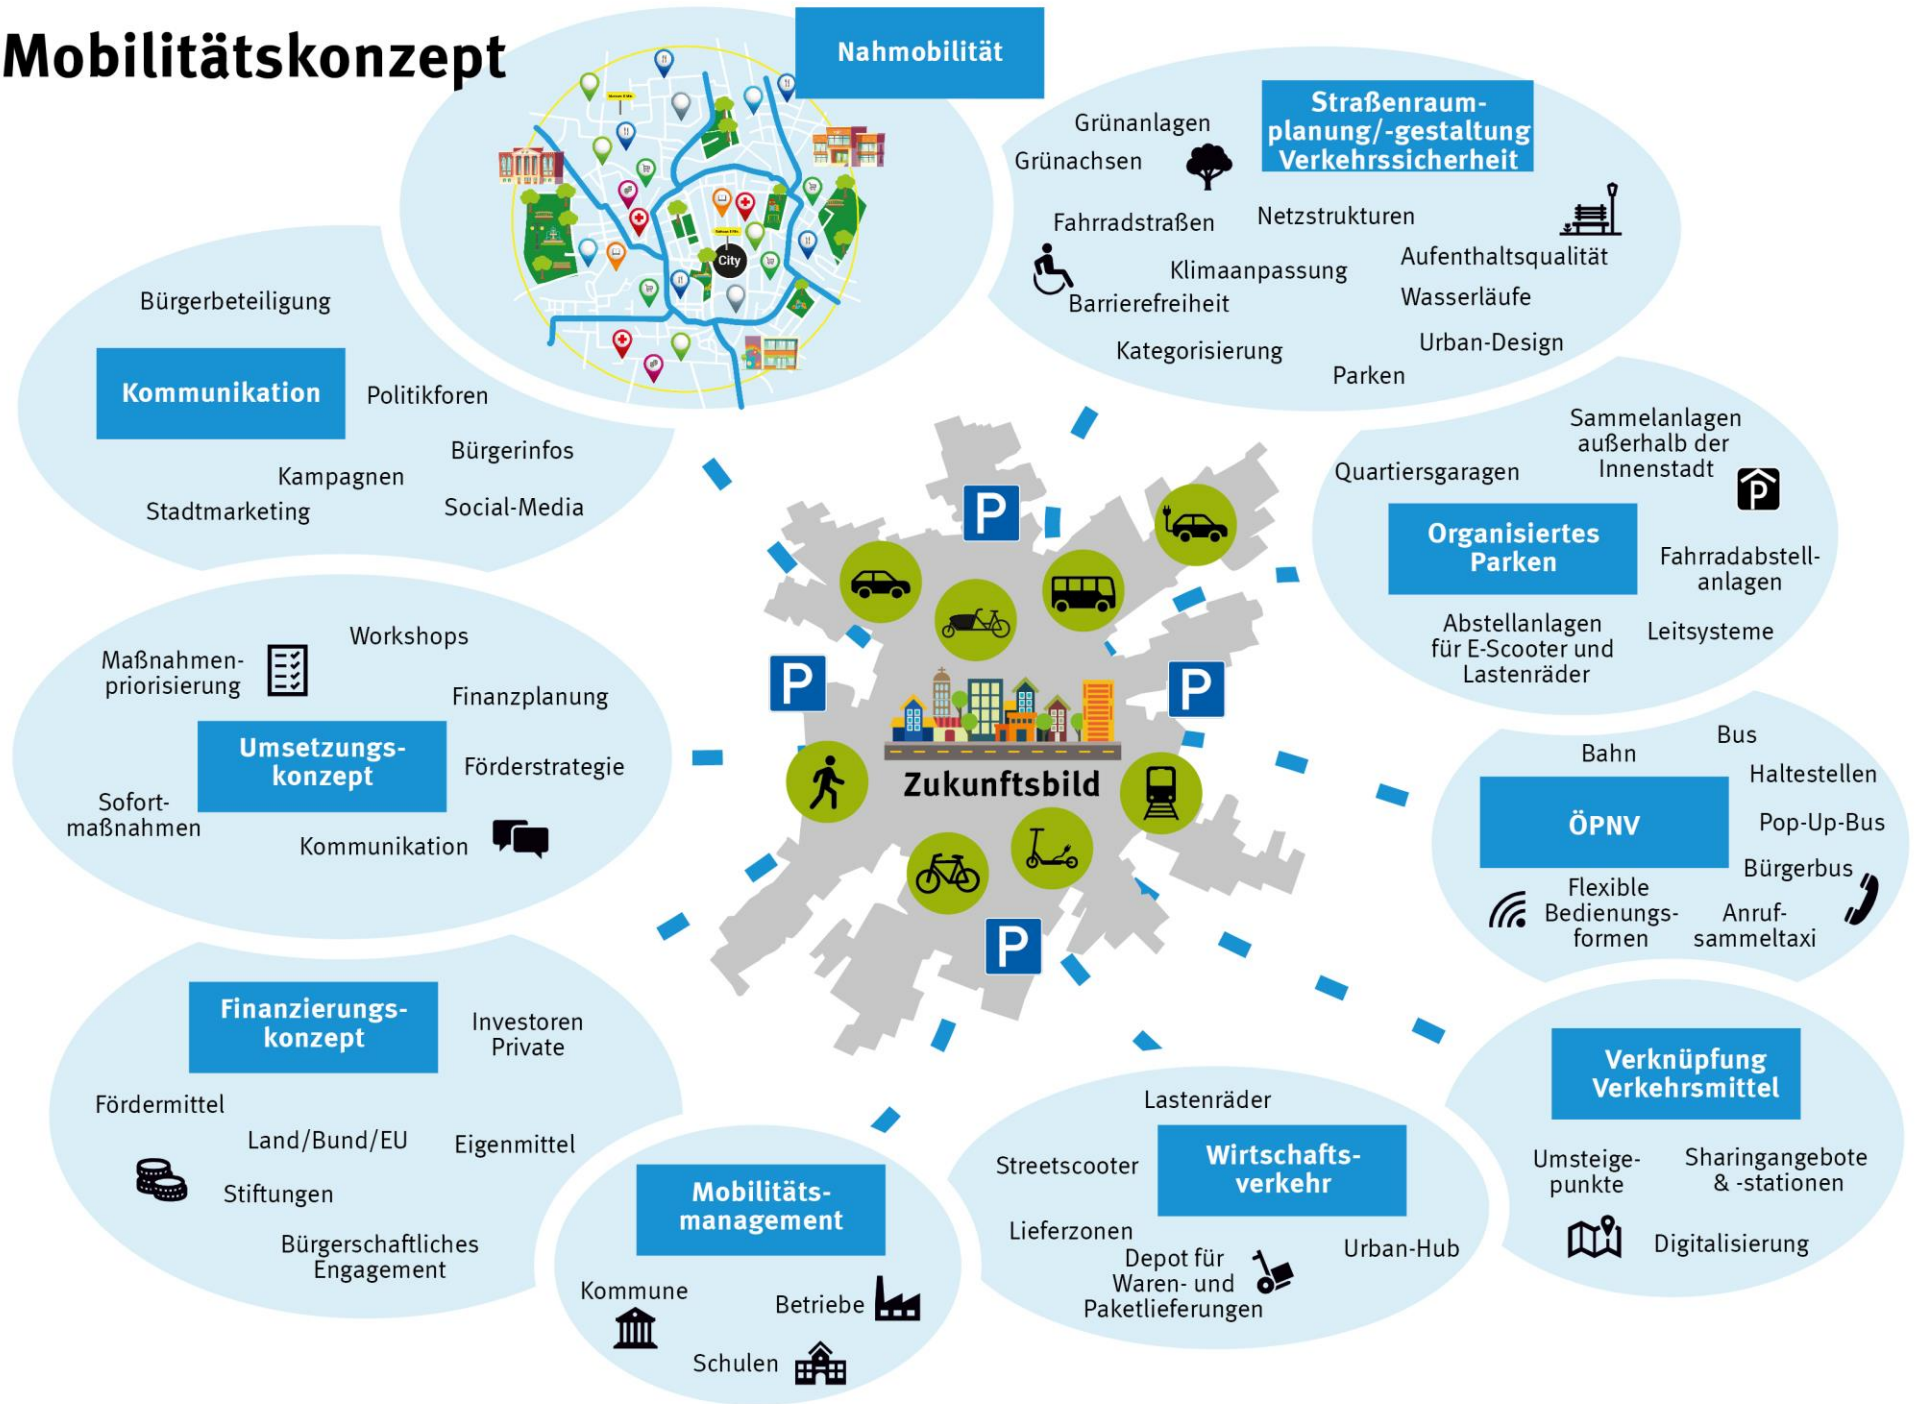 Mobilitätskonzept
Nahmobilität
City
Straßenraum-
planung/-gestaltung
Verkehrssicherheit
Grünanlagen
Grünachsen
Fahrradstraßen
Netzstrukturen
Klimaanpassung
Aufenthaltsqualität
Barrierefreiheit
Wasserläufe
Kategorisierung
Urban-Design
Parken
Bürgerbeteiligung
Kommunikation
Politikforen
Bürgerinfos
Kampagnen
Stadtmarketing
Social-Media
Sammelanlagen
außerhalb der
Innenstadt
Quartiersgaragen
P
Organisiertes
Parken
Fahrradabstell-
anlagen
Abstellanlagen
für E-Scooter und
Lastenräder
Leitsysteme
P
P
P
Zukunftsbild
P
Workshops
Maßnahmen-
priorisierung
Finanzplanung
Umsetzungs-
konzept
Förderstrategie
Sofort-
maßnahmen
Kommunikation
Bahn
Bus
Haltestellen
ÖPNV
Pop-Up-Bus
Bürgerbus
Flexible
Bedienungs-
formen
Anruf-
sammeltaxi
Finanzierungs-
konzept
Investoren
Private
Fördermittel
Land/Bund/EU
Eigenmittel
Stiftungen
Bürgerschaftliches
Engagement
Mobilitäts-
management
Kommune
Betriebe
Schulen
Lastenräder
Wirtschafts-
verkehr
Streetscooter
Lieferzonen
Depot für
Waren- und
Paketlieferungen
Urban-Hub
Verknüpfung
Verkehrsmittel
Umsteige-
punkte
Sharingangebote
& -stationen
Digitalisierung